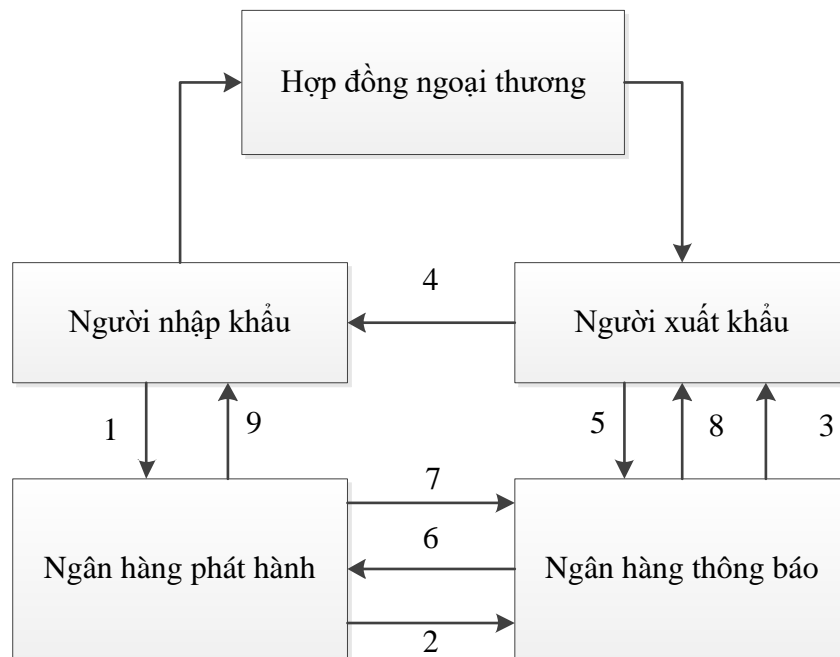 Hợp đồng ngoại thương
4
Người nhập khẩu
Người xuất khẩu
1
9
5
8
3
7
6
Ngân hàng phát hành
Ngân hàng thông báo
2